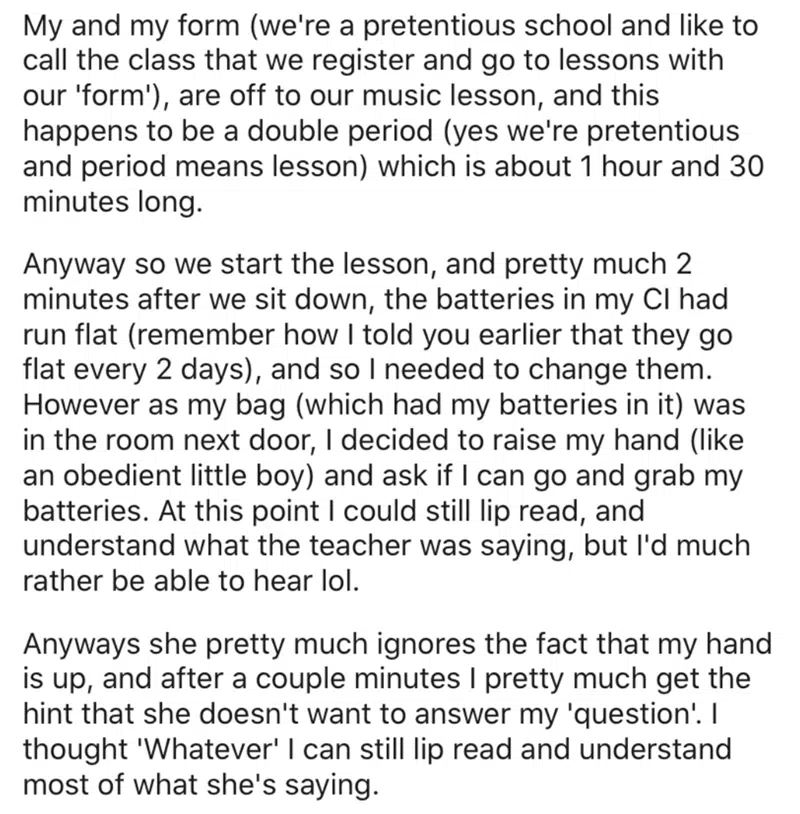 My and my form (we're a pretentious school and like to
call the class that we register and go to lessons with
our 'form'), are off to our music lesson, and this
happens to be a double period (yes we're pretentious
and period means lesson) which is about 1 hour and 30
minutes long.
Anyway so we start the lesson, and pretty much 2
minutes after we sit down, the batteries in my CI had
run flat (remember how I told you earlier that they go
flat every 2 days), and so I needed to change them.
However as my bag (which had my batteries in it) was
in the room next door, I decided to raise my hand (like
an obedient little boy) and ask if I can go and grab my
batteries. At this point I could still lip read, and
understand what the teacher was saying, but I'd much
rather be able to hear lol.
Anyways she pretty much ignores the fact that my hand
is up, and after a couple minutes I pretty much get the
hint that she doesn't want to answer my 'question'. I
thought 'Whatever' I can still lip read and understand
most of what she's saying.